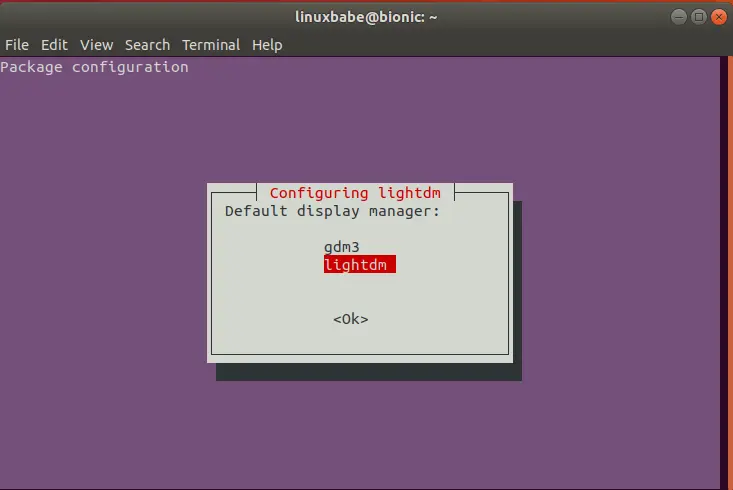 linuxbabe@bionic: ~
File Edit View Search Terminal Help
Package configuration
Configuring lightdm
Default display manager:
gdm3
lightdm
<Ok>